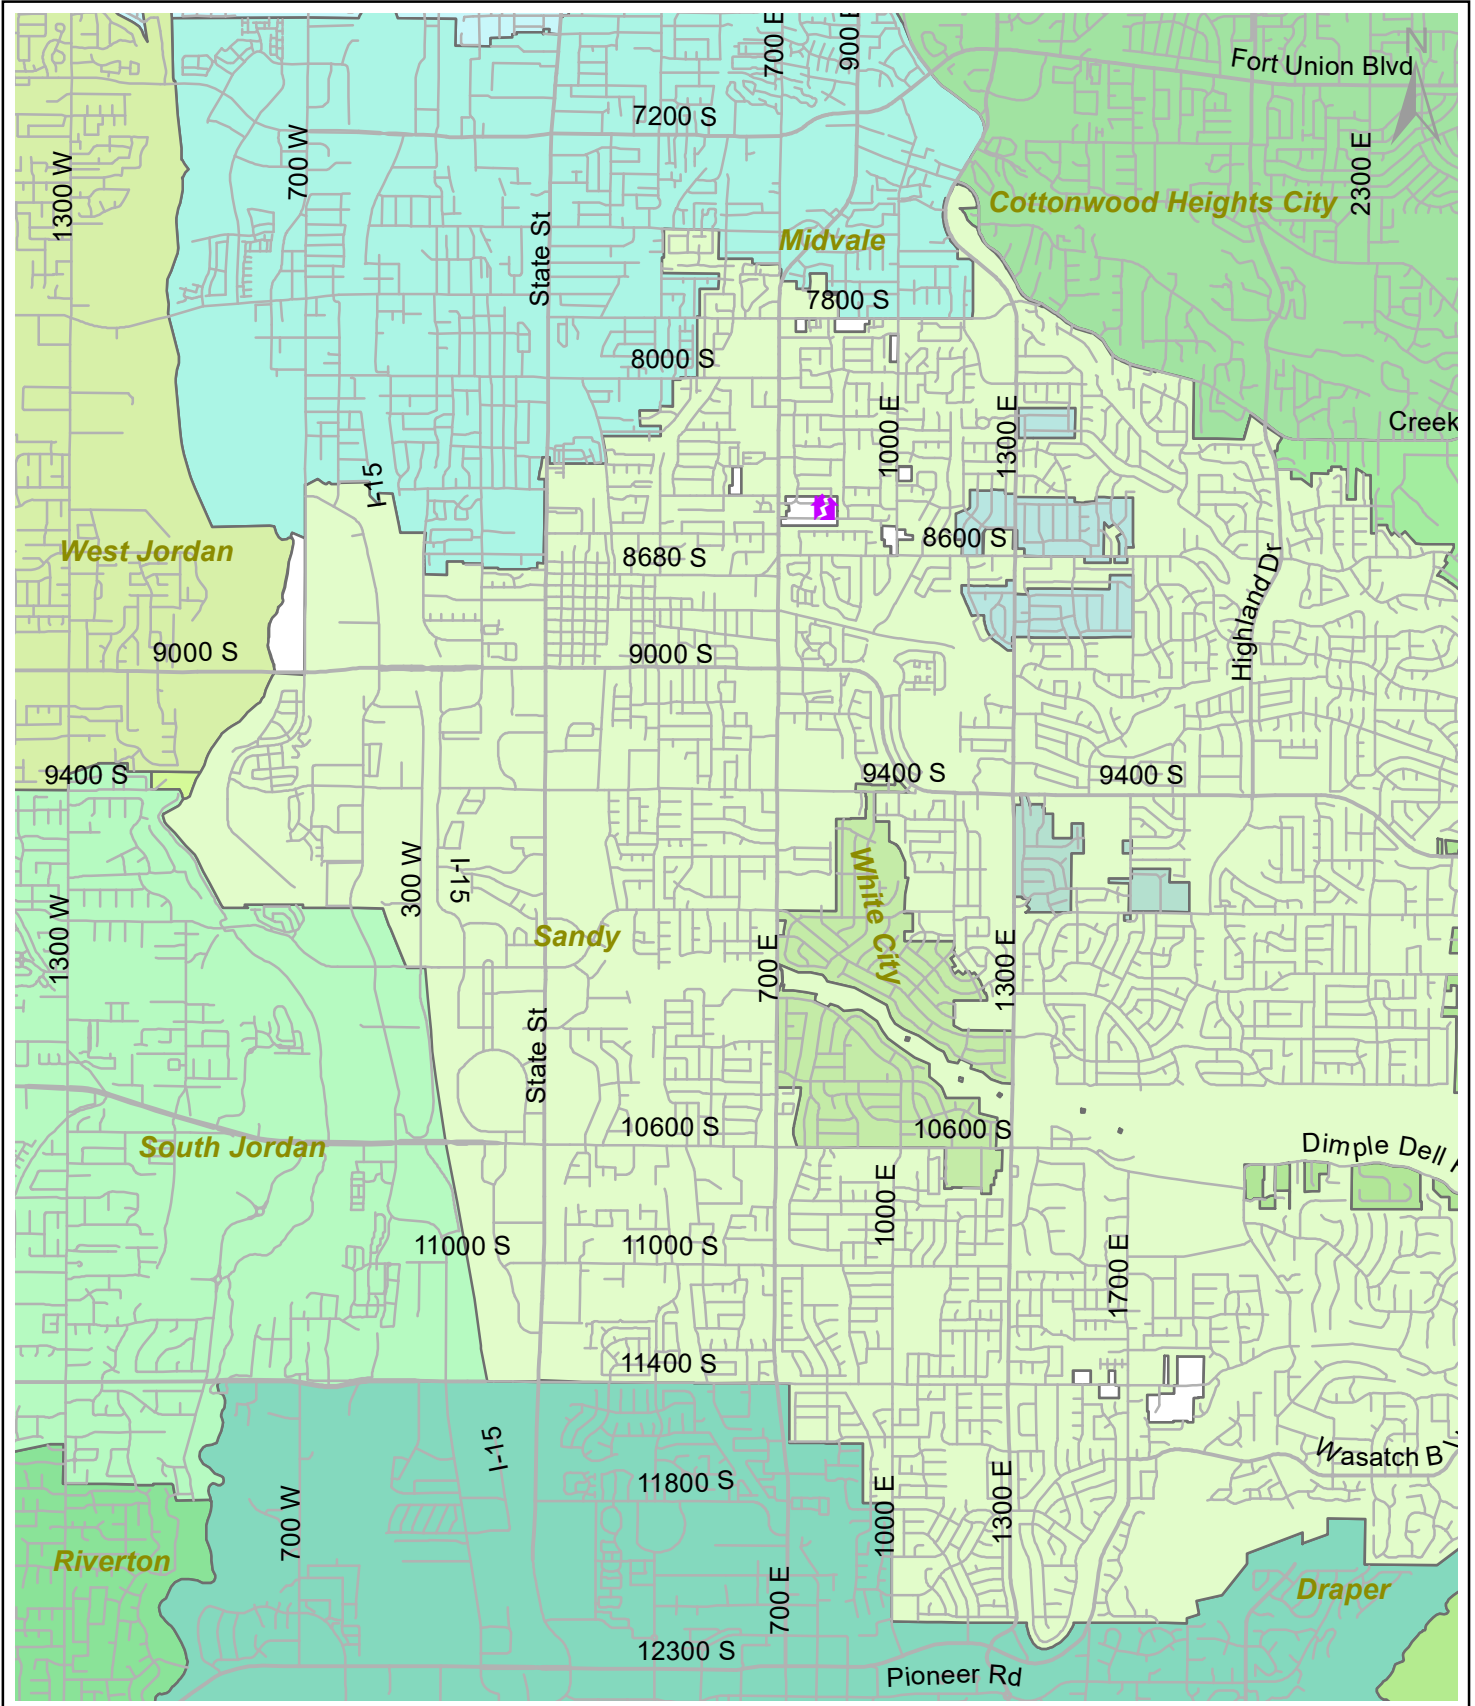 700 E
900 E
N
Fort Union Blvd
7200 S
1300 W
700 W
2300 E
Cottonwood Heights City
State St
Midvale
7800 S
8000 S
1000 E
1300 E
Creek
I-15
8600 S
West Jordan
8680 S
Highland Dr
9000 S
9000 S
9400 S
9400 S
9400 S
300 W
I-15
White City
1300 W
Sandy
700 E
1300 E
State St
10600 S
10600 S
South Jordan
Dimple Dell
1000 E
11000 S
11000 S
1700 E
11400 S
I-15
Wasatch B
11800 S
700 W
1000 E
1300 E
Riverton
700 E
Draper
12300 S
Pioneer Rd